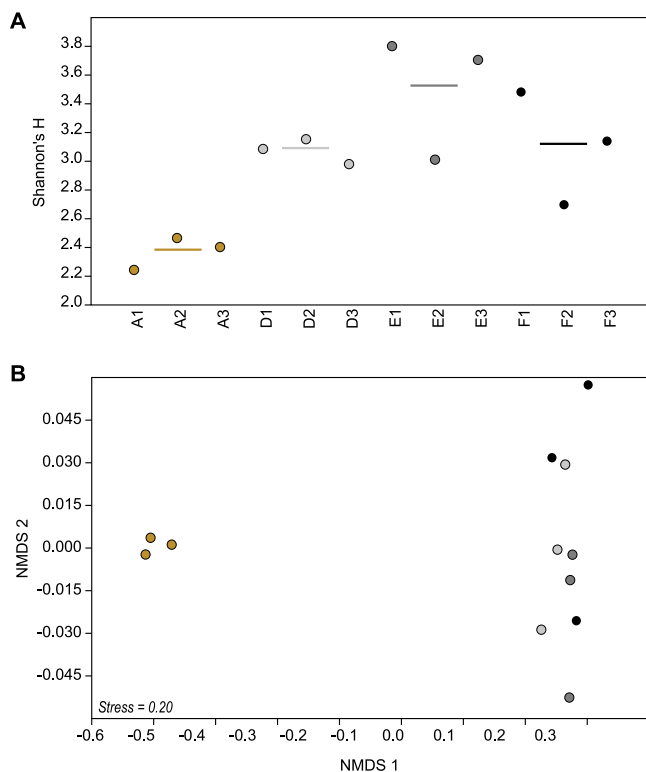 A
Shannon's H
3.8
3.6
3.4
3.2
3.0
2.8
2.6
2.4
2.2
2.0
A1 A2 A3 D1 D2 D3 E1 E2 E3 F1 F2 F3
B
NMDS 2
0.045
0.030
0.015
0.000
-0.015
-0.030
-0.045
Stress = 0.20
-0.6 -0.5 -0.4 -0.3 -0.2 -0.1 0.0 0.2 0.3
NMDS 1